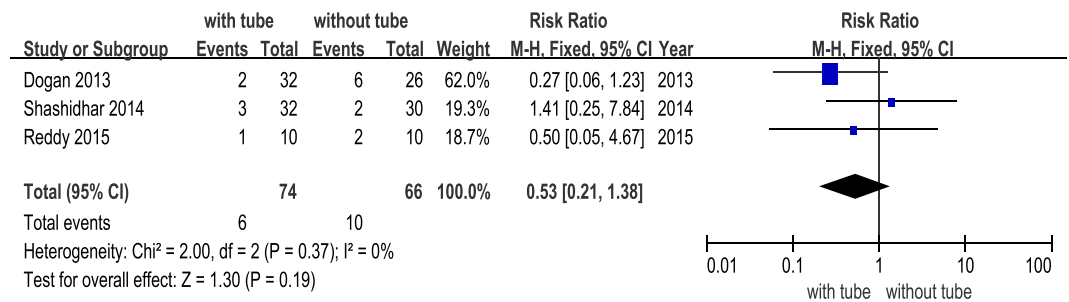 with tube without tube Risk Ratio Risk Ratio
Study or Subgroup Events Total Events Total Weight M-H, Fixed, 95% CI Year M-H, Fixed, 95% CI
Dogan 2013 2 32 6 26 62.0% 0.27 [0.06, 1.23] 2013
Shashidhar 2014 3 32 2 30 19.3% 1.41 [0.25, 7.84] 2014
Reddy 2015 1 10 2 10 18.7% 0.50 [0.05, 4.67] 2015
Total (95% CI) 74 66 100.0% 0.53 [0.21, 1.38]
Total events 6 10
Heterogeneity: Chi² = 2.00, df = 2 (P = 0.37); I² = 0%
Test for overall effect: Z = 1.30 (P = 0.19)
0.01 0.1 1 10 100
with tube without tube